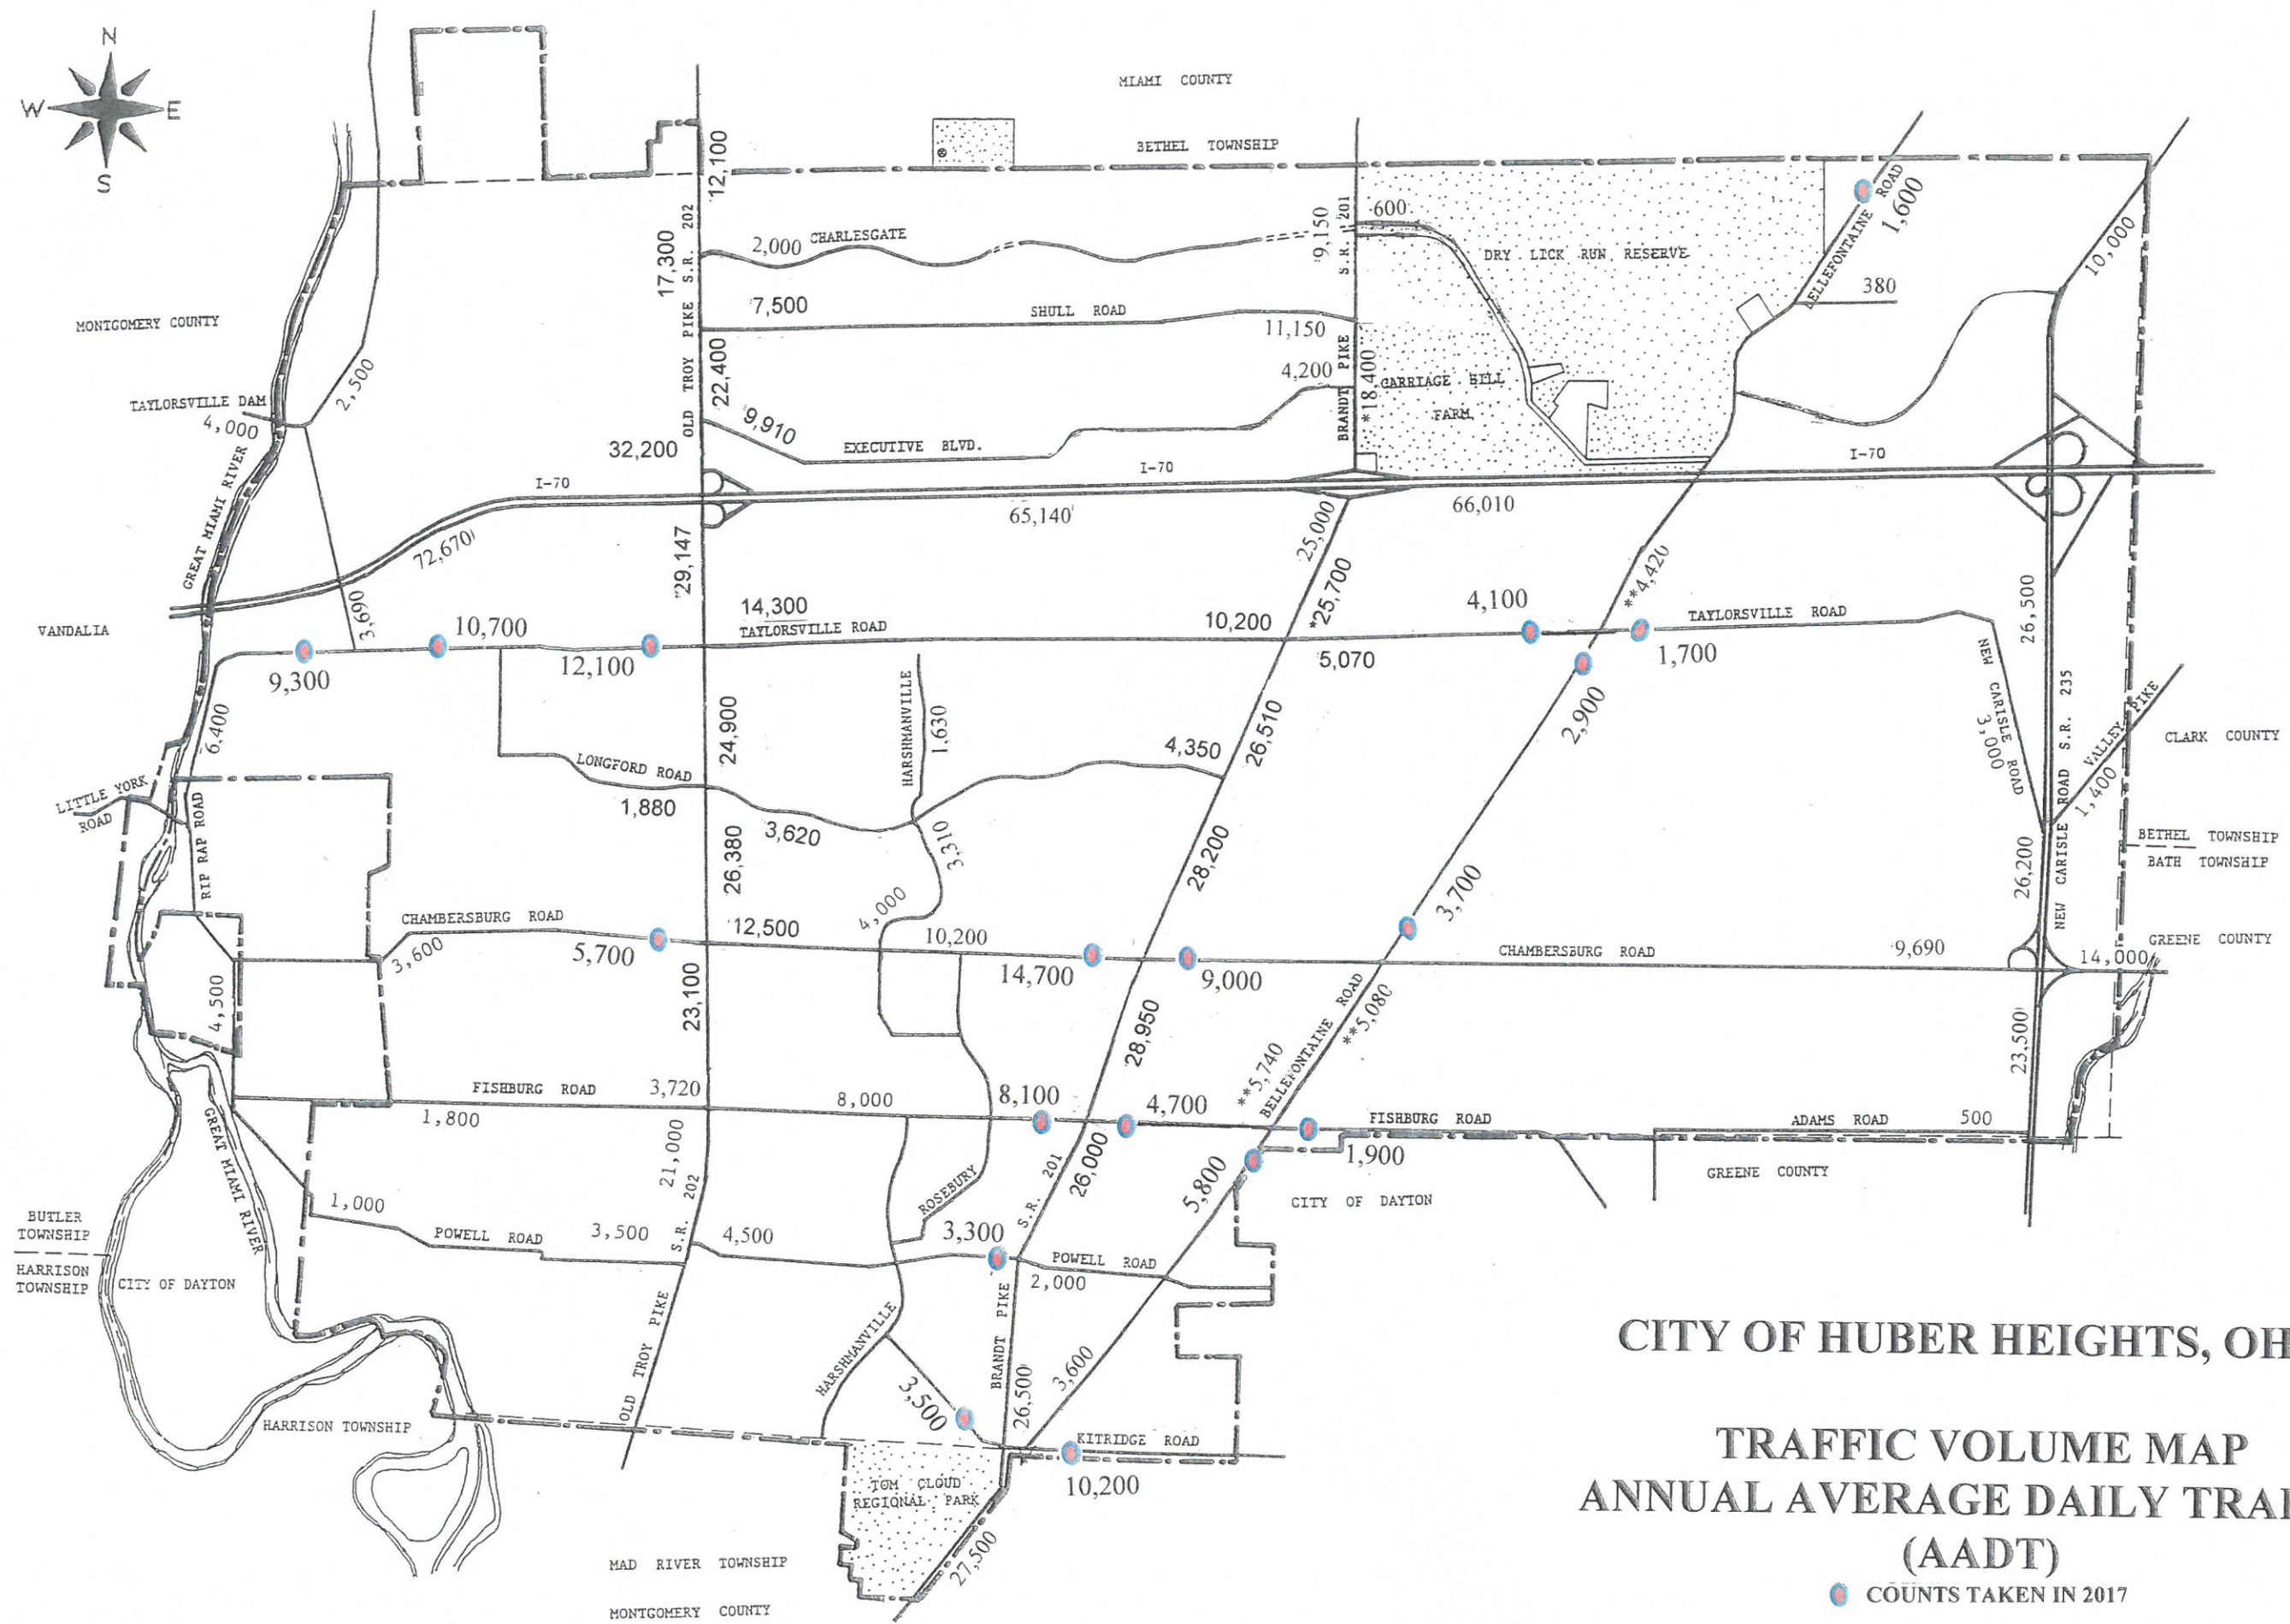 N
W E
S
MIAMI COUNTY
BETHEL TOWNSHIP
12,100
S.R. 202
17,300
2,000 CHARLESGATE
9,150
S.R. 201
600
DRY LICK RUN RESERVE
BELLEFONTAINE ROAD
1,600
10,000
380
MONTGOMERY COUNTY
7,500
SHULL ROAD
11,150
OLD TROY PIKE
22,400
4,200
BRANDT PIKE
*18,400
CARRIAGE HILL
FARM
2,500
TAYLORSVILLE DAM
4,000
9,910
EXECUTIVE BLVD.
32,200
I-70
I-70
I-70
GREAT MIAMI RIVER
72,670
65,140
66,010
29,147
25,000
*25,700
**4,420
26,500
VANDALIA
3,690
10,700
14,300
TAYLORSVILLE ROAD
10,200
4,100
TAYLORSVILLE ROAD
9,300
12,100
5,070
1,700
NEW CARISLE ROAD
3,000
6,400
24,900
HARSHMANVILLE
1,630
4,350
26,510
2,900
S.R. 235
VALLEY PIKE
1,400
CLARK COUNTY
LITTLE YORK
ROAD
RIP RAP ROAD
LONGFORD ROAD
1,880
3,620
3,310
26,380
28,200
26,200
NEW CARISLE ROAD
BETHEL TOWNSHIP
BATH TOWNSHIP
CHAMBERSBURG ROAD
3,600
5,700
12,500
4,000
10,200
14,700
9,000
3,700
CHAMBERSBURG ROAD
9,690
14,000
GREENE COUNTY
4,500
23,100
28,950
BELLEFONTAINE ROAD
**5,080
**5,740
23,500
FISHBURG ROAD
3,720
1,800
8,000
8,100
4,700
FISHBURG ROAD
ADAMS ROAD
500
1,900
GREENE COUNTY
CITY OF DAYTON
GREAT MIAMI RIVER
21,000
S.R. 202
ROSEBURY
S.R. 201
26,000
5,800
BUTLER
TOWNSHIP
HARRISON
TOWNSHIP
CITY OF DAYTON
1,000
POWELL ROAD
3,500
4,500
3,300
POWELL ROAD
2,000
OLD TROY PIKE
HARSHMANVILLE
BRANDT PIKE
3,500
26,500
3,600
HARRISON TOWNSHIP
KITRIDGE ROAD
10,200
TOM CLOUD
REGIONAL PARK
27,500
MAD RIVER TOWNSHIP
MONTGOMERY COUNTY
CITY OF HUBER HEIGHTS, OH
TRAFFIC VOLUME MAP
ANNUAL AVERAGE DAILY TRAF
(AADT)
COUNTS TAKEN IN 2017